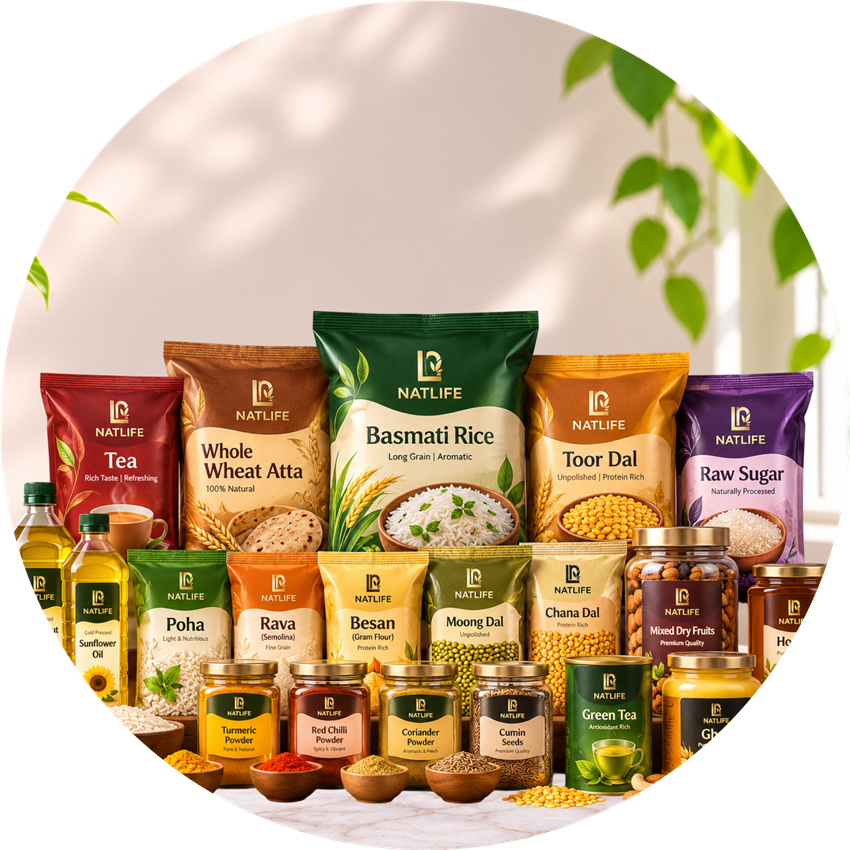 NATLIFE
Tea
Rich Taste | Refreshing
NATLIFE
Whole
Wheat Atta
100% Natural
NATLIFE
Basmati Rice
Long Grain | Aromatic
NATLIFE
Toor Dal
Unpolished | Protein Rich
NATLIFE
Raw Sugar
Naturally Processed
NATLIFE
Cold Pressed
Sunflower
Oil
NATLIFE
Poha
Light & Nutritious
NATLIFE
Rava
(Semolina)
Fine Grain
NATLIFE
Besan
(Gram Flour)
Protein Rich
NATLIFE
Moong Dal
Unpolished
NATLIFE
Chana Dal
Protein Rich
NATLIFE
Mixed Dry Fruits
Premium Quality
NATLIFE
Turmeric
Powder
Pure & Natural
NATLIFE
Red Chilli
Powder
Spicy & Vibrant
NATLIFE
Coriander
Powder
Aromatic & Fresh
NATLIFE
Cumin
Seeds
Premium Quality
NATLIFE
Green Tea
Antioxidant Rich
NATLIFE